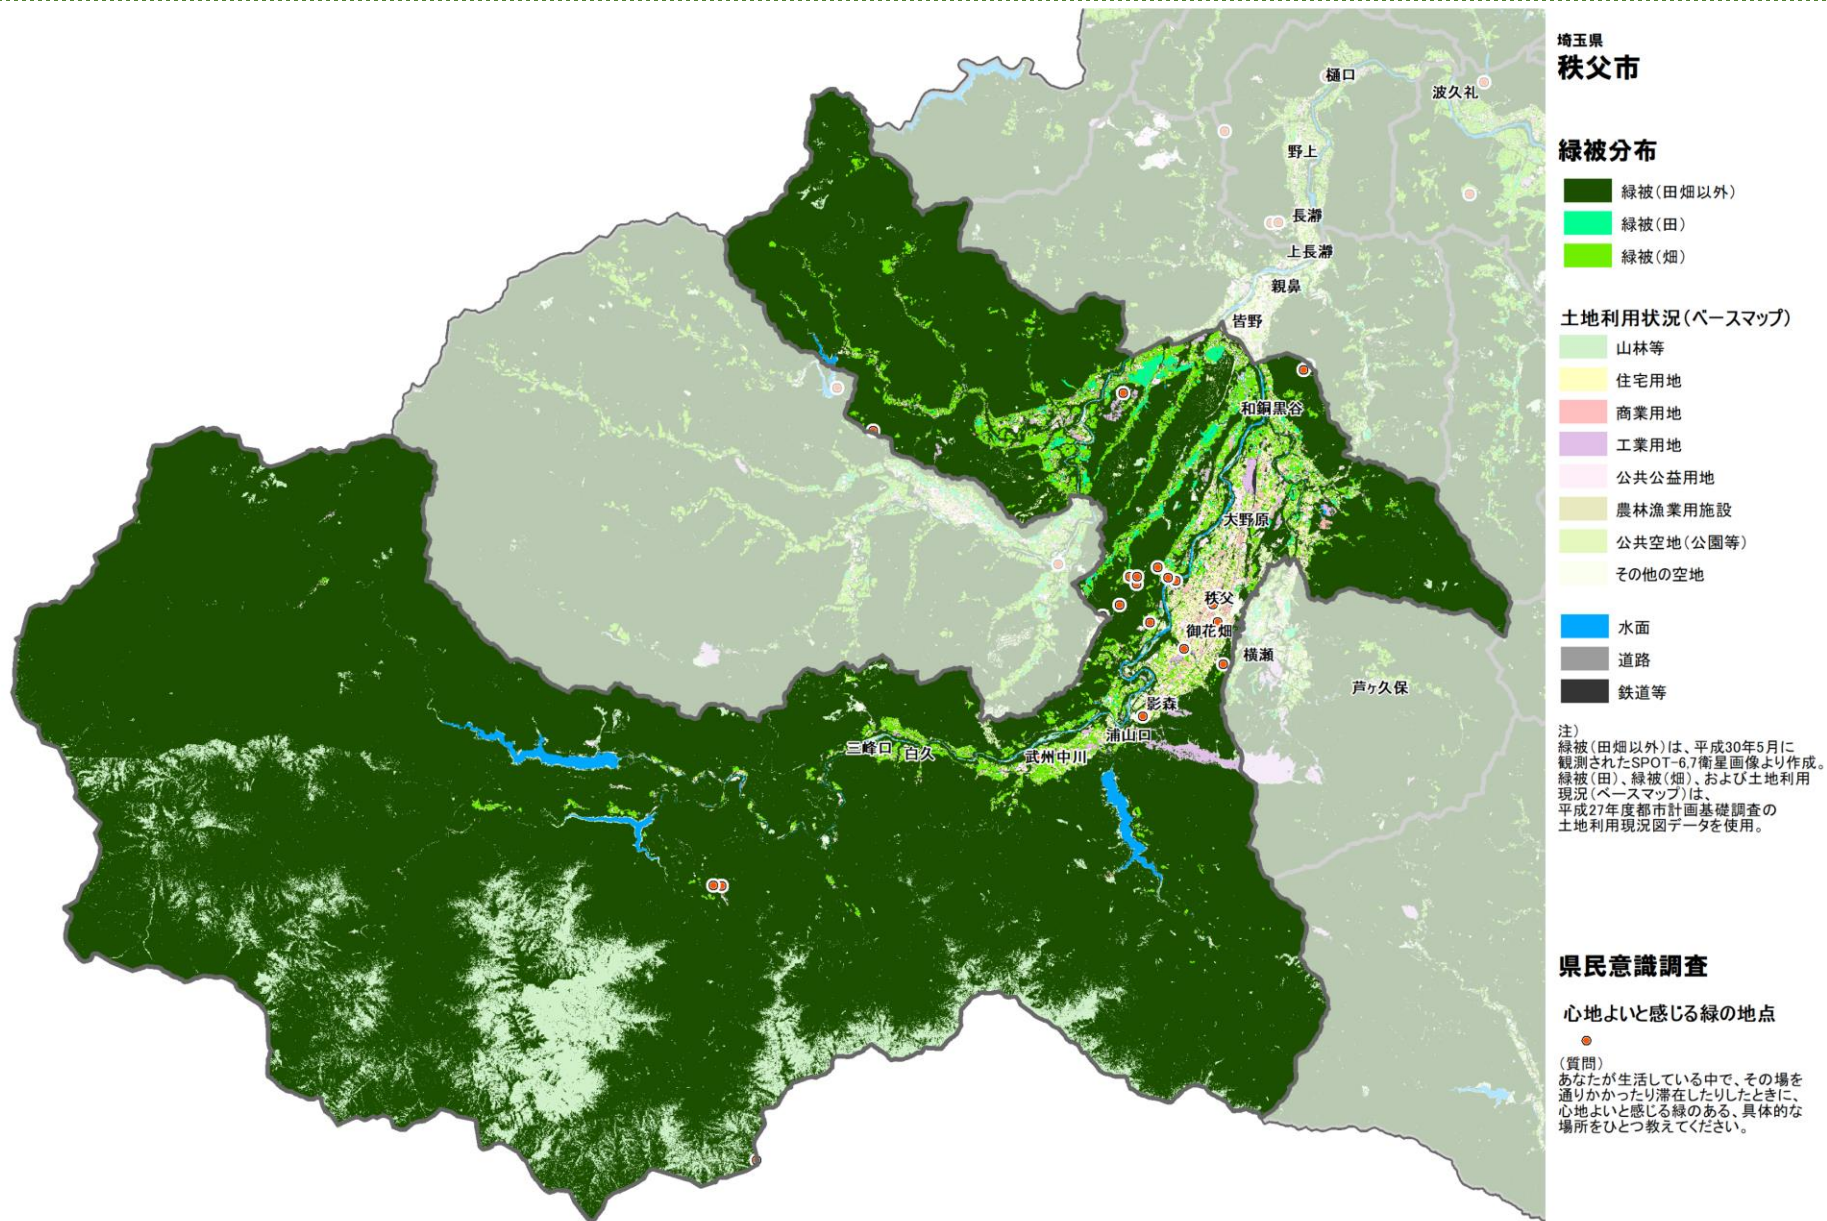 樋口
波久礼
野上
長瀞
上長瀞
親鼻
皆野
和銅黒谷
大野原
秩父
御花畑
横瀬
芦ヶ久保
影森
浦山口
武州中川
白久
三峰口
埼玉県
秩父市
緑被分布
緑被(田畑以外)
緑被(田)
緑被(畑)
土地利用状況(ベースマップ)
山林等
住宅用地
商業用地
工業用地
公共公益用地
農林漁業用施設
公共空地(公園等)
その他の空地
水面
道路
鉄道等
注)
緑被(田畑以外)は、平成30年5月に
観測されたSPOT-6,7衛星画像より作成。
緑被(田)、緑被(畑)、および土地利用
現況(ベースマップ)は、
平成27年度都市計画基礎調査の
土地利用現況図データを使用。
県民意識調査
心地よいと感じる緑の地点
(質問)
あなたが生活している中で、その場を
通りかかったり滞在したりしたときに、
心地よいと感じる緑のある、具体的な
場所をひとつ教えてください。